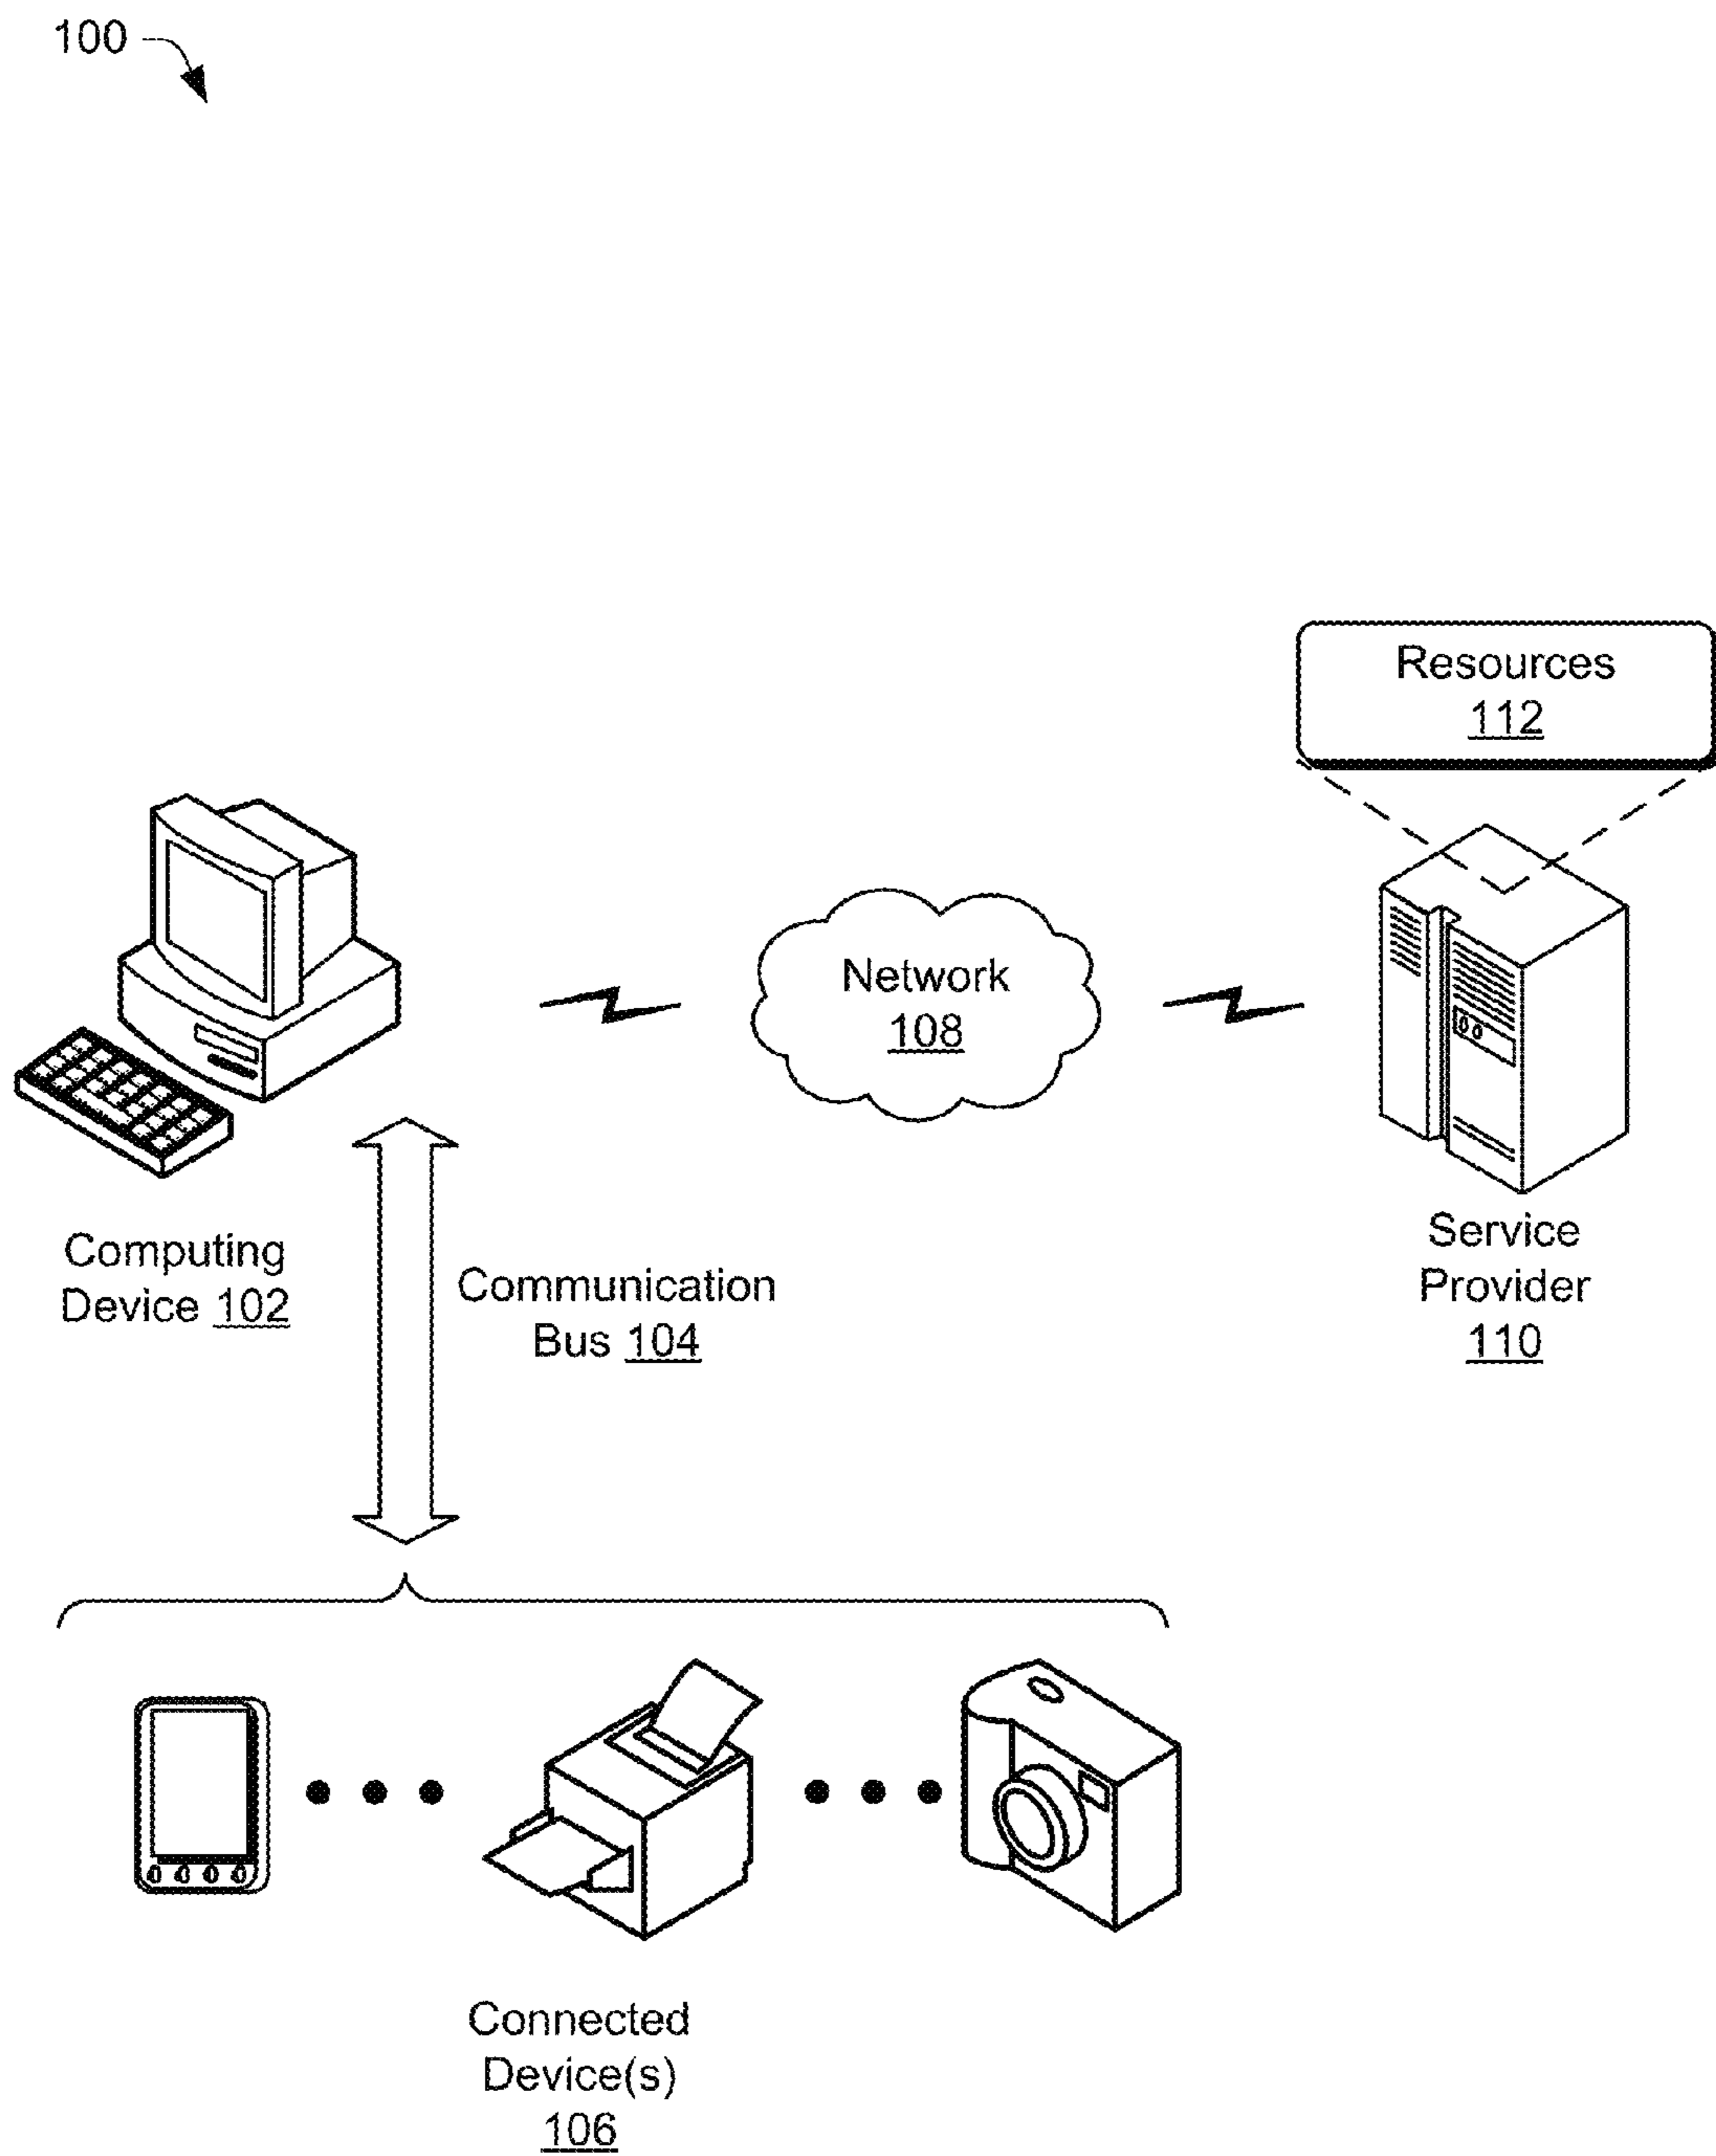 100
Resources
112
Network
108
Computing
Device 102
Communication
Bus 104
Service
Provider
110
Connected
Device(s)
106